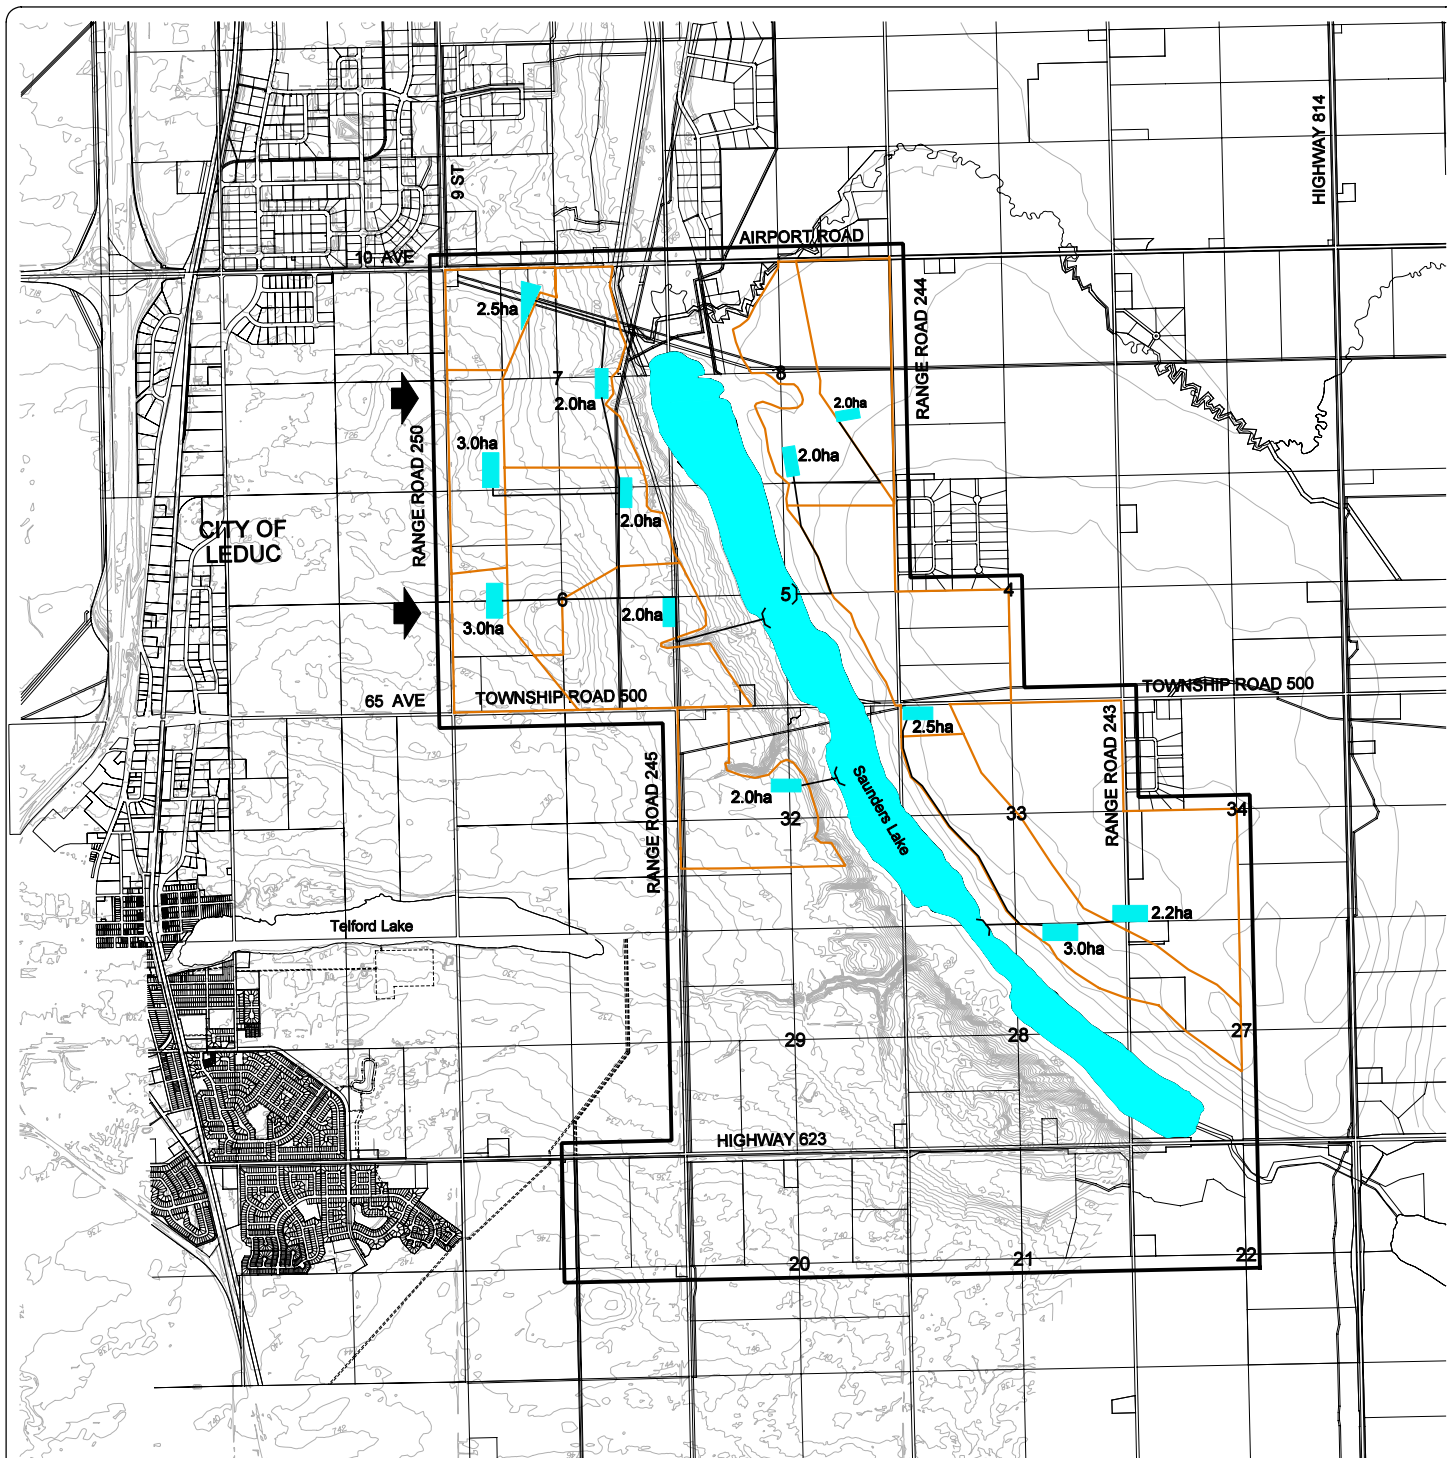 HIGHWAY 814
9 ST
AIRPORT ROAD
10 AVE
RANGE ROAD 244
2.5ha
7
8
2.0ha
2.0ha
RANGE ROAD 250
3.0ha
2.0ha
2.0ha
CITY OF
LEDUC
5
4
6
2.0ha
3.0ha
65 AVE
TOWNSHIP ROAD 500
TOWNSHIP ROAD 500
2.5ha
RANGE ROAD 243
RANGE ROAD 245
2.0ha
Saunders Lake
32
33
34
2.2ha
Telford Lake
3.0ha
29
28
27
HIGHWAY 623
20
21
22